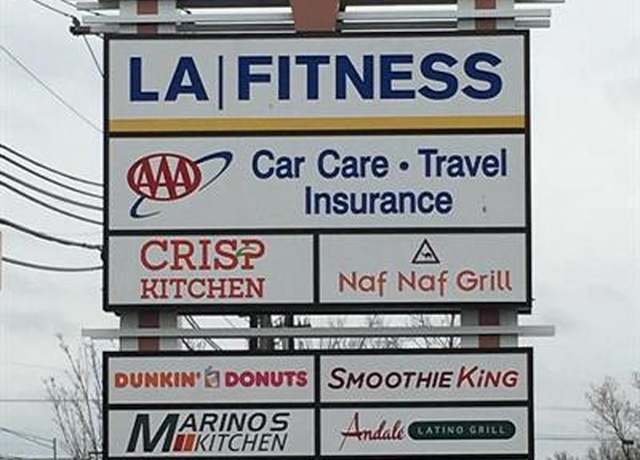 LA|FITNESS
AAA Car Care • Travel
Insurance
CRISP
KITCHEN
Naf Naf Grill
DUNKIN' DONUTS
SMOOTHIE KING
MARINOS
KITCHEN
Andale LATINO GRILL